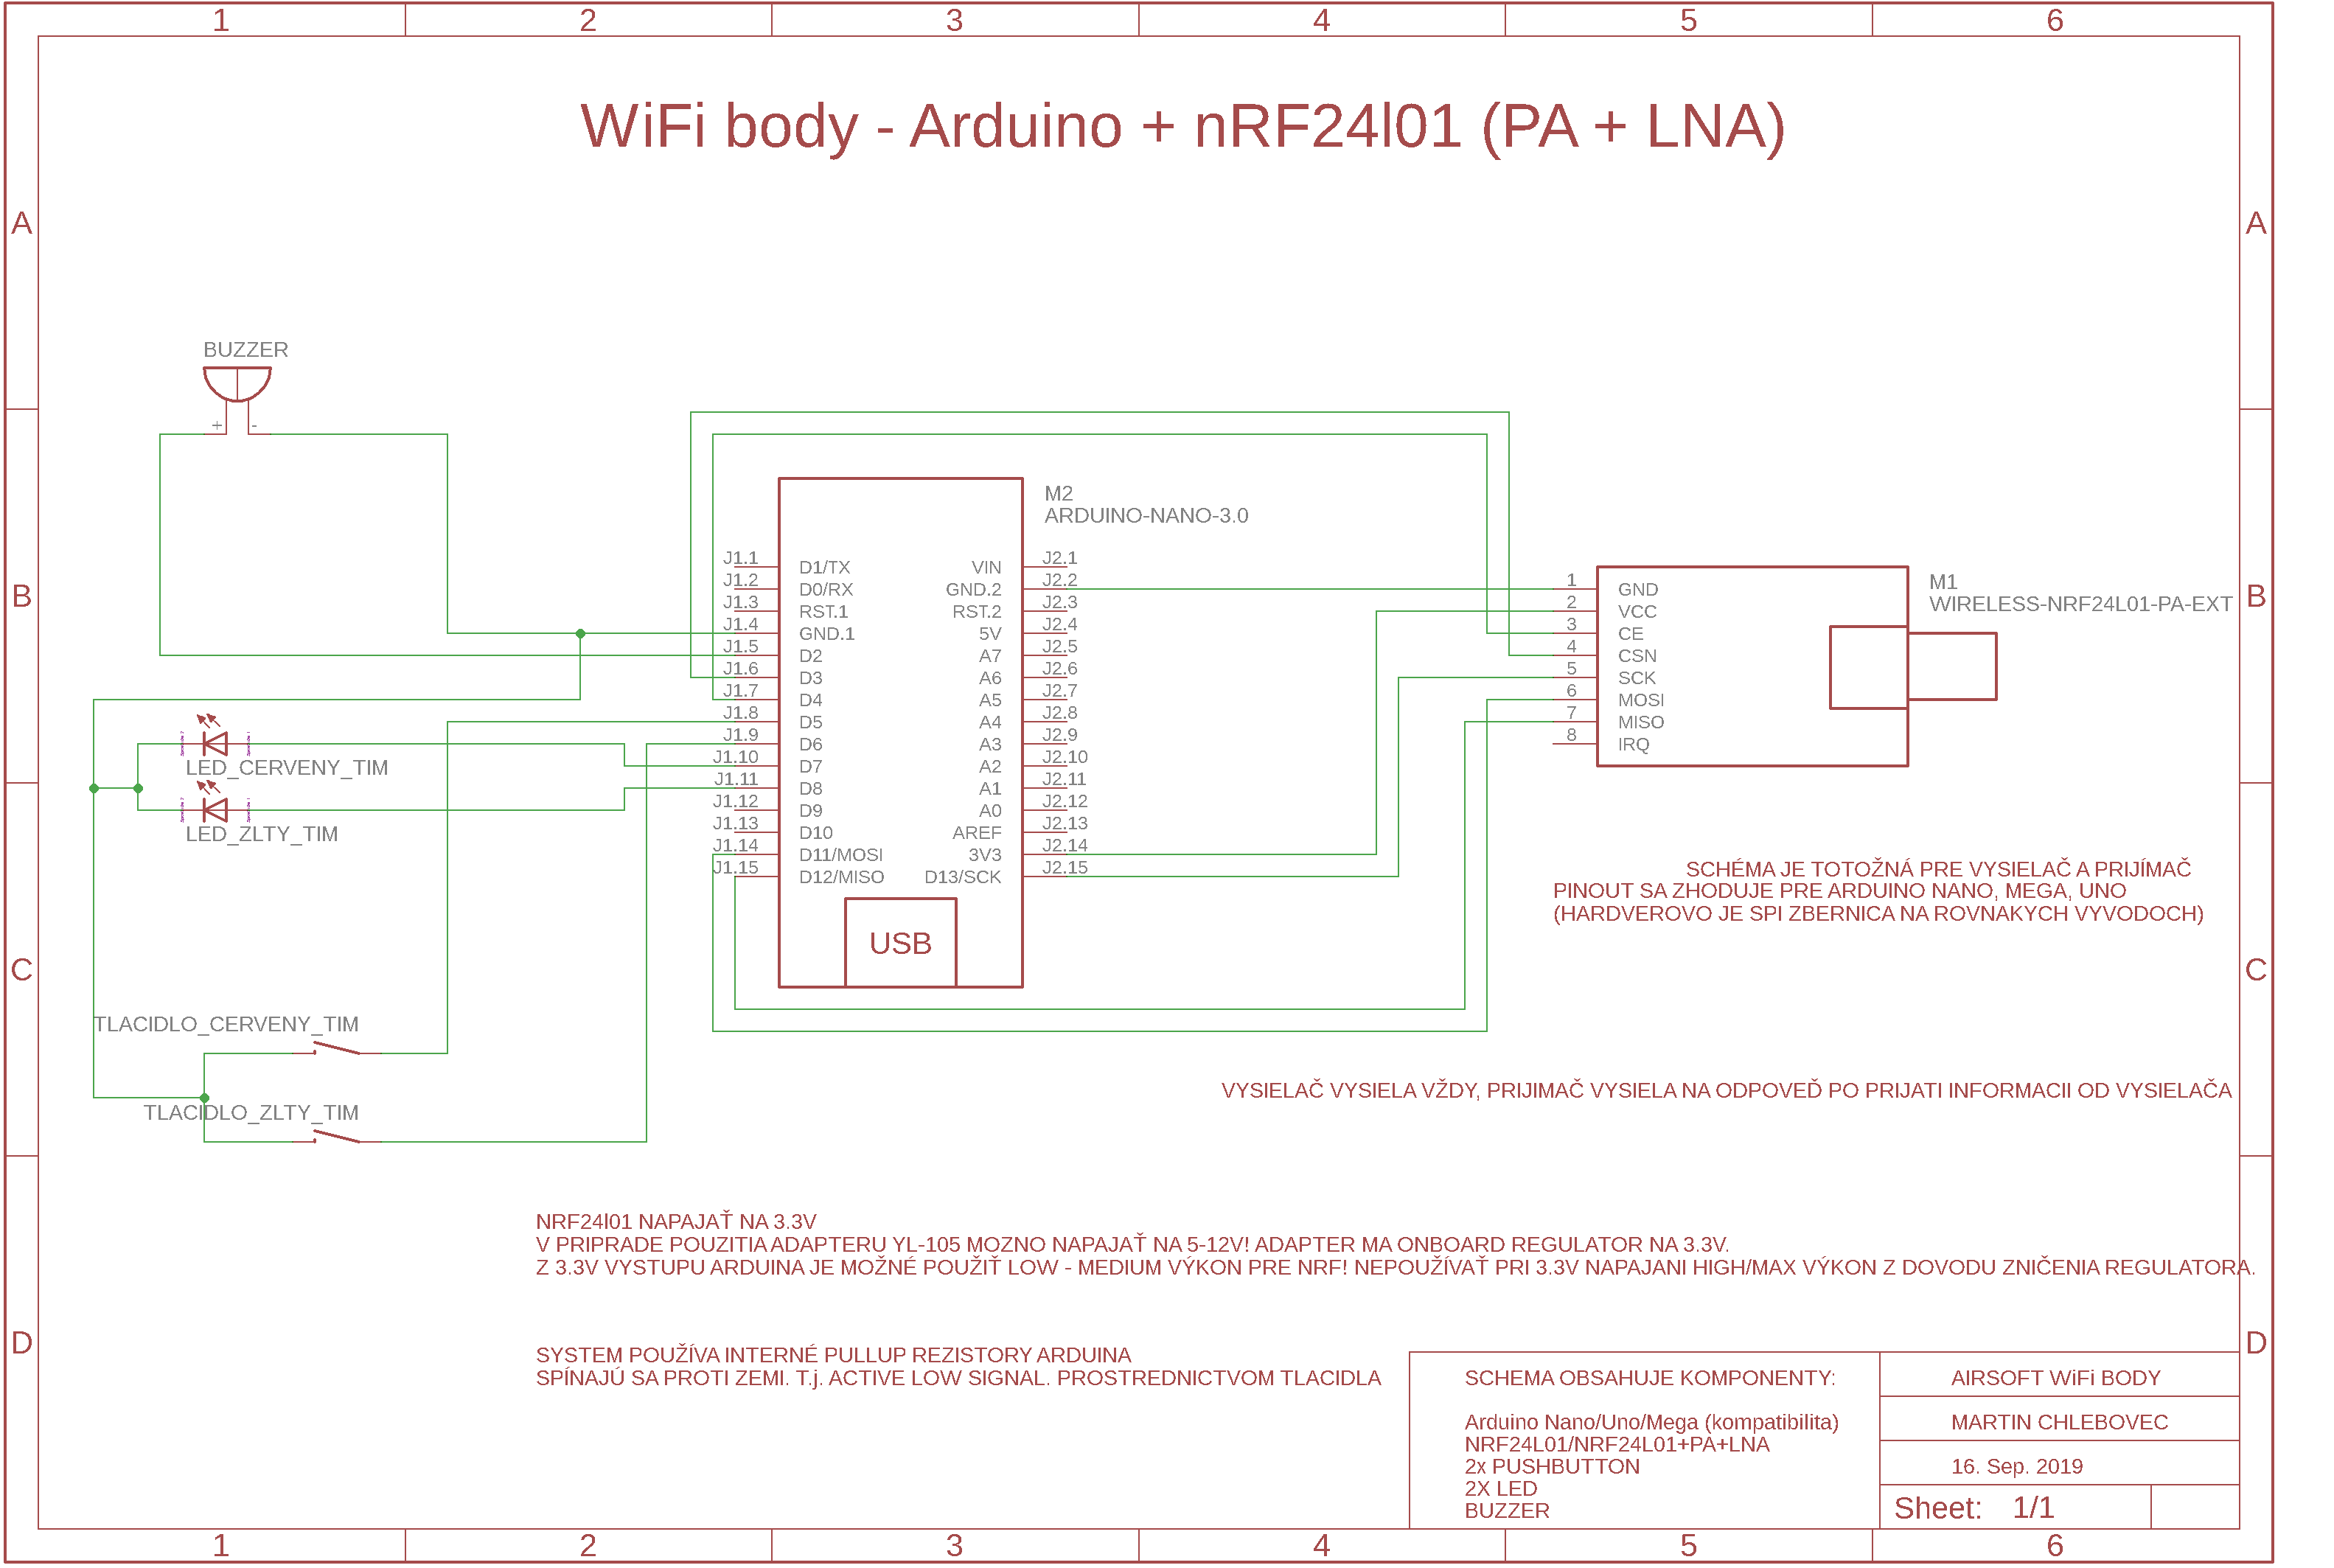 1 2 3 4 5 6
WiFi body - Arduino + nRF24l01 (PA + LNA)
A A
BUZZER
+ -
M2
ARDUINO-NANO-3.0
J1.1 D1/TX VIN J2.1
J1.2 D0/RX GND.2 J2.2
J1.3 RST.1 RST.2 J2.3
J1.4 GND.1 5V J2.4
J1.5 D2 A7 J2.5
J1.6 D3 A6 J2.6
J1.7 D4 A5 J2.7
J1.8 D5 A4 J2.8
J1.9 D6 A3 J2.9
J1.10 D7 A2 J2.10
J1.11 D8 A1 J2.11
J1.12 D9 A0 J2.12
J1.13 D10 AREF J2.13
J1.14 D11/MOSI 3V3 J2.14
J1.15 D12/MISO D13/SCK J2.15
USB
B B
M1
WIRELESS-NRF24L01-PA-EXT
1 GND
2 VCC
3 CE
4 CSN
5 SCK
6 MOSI
7 MISO
8 IRQ
LED_CERVENY_TIM
LED_ZLTY_TIM
SCHÉMA JE TOTOŽNÁ PRE VYSIELAČ A PRIJÍMAČ
PINOUT SA ZHODUJE PRE ARDUINO NANO, MEGA, UNO
(HARDVEROVO JE SPI ZBERNICA NA ROVNAKYCH VYVODOCH)
C C
TLACIDLO_CERVENY_TIM
TLACIDLO_ZLTY_TIM
VYSIELAČ VYSIELA VŽDY, PRIJIMAČ VYSIELA NA ODPOVEĎ PO PRIJATI INFORMACII OD VYSIELAČA
NRF24l01 NAPAJAŤ NA 3.3V
V PRIPRADE POUZITIA ADAPTERU YL-105 MOZNO NAPAJAŤ NA 5-12V! ADAPTER MA ONBOARD REGULATOR NA 3.3V.
Z 3.3V VYSTUPU ARDUINA JE MOŽNÉ POUŽIŤ LOW - MEDIUM VÝKON PRE NRF! NEPOUŽÍVAŤ PRI 3.3V NAPAJANI HIGH/MAX VÝKON Z DOVODU ZNIČENIA REGULATORA.
D D
SYSTEM POUŽÍVA INTERNÉ PULLUP REZISTORY ARDUINA
SPÍNAJÚ SA PROTI ZEMI. T.j. ACTIVE LOW SIGNAL. PROSTREDNICTVOM TLACIDLA
SCHEMA OBSAHUJE KOMPONENTY:
Arduino Nano/Uno/Mega (kompatibilita)
NRF24L01/NRF24L01+PA+LNA
2x PUSHBUTTON
2X LED
BUZZER
AIRSOFT WiFi BODY
MARTIN CHLEBOVEC
16. Sep. 2019
Sheet: 1/1
1 2 3 4 5 6